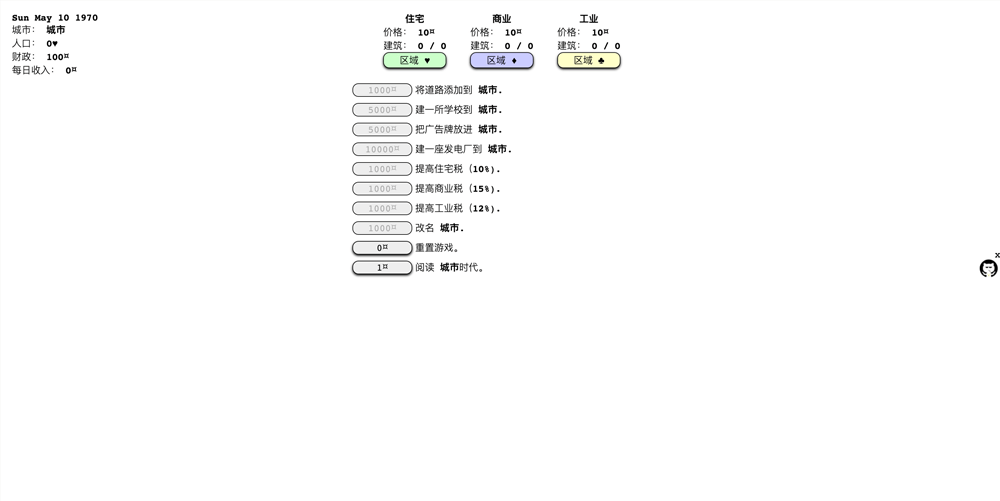 Sun May 10 1970
城市： 城市
人口： 0♥
财政： 100¤
每日收入： 0¤
住宅
价格： 10¤
建筑： 0 / 0
区域 ♥
商业
价格： 10¤
建筑： 0 / 0
区域 ♦
工业
价格： 10¤
建筑： 0 / 0
区域 ♣
1000¤ 将道路添加到 城市.
5000¤ 建一所学校到 城市.
5000¤ 把广告牌放进 城市.
10000¤ 建一座发电厂到 城市.
1000¤ 提高住宅税（10%).
1000¤ 提高商业税（15%).
1000¤ 提高工业税（12%).
1000¤ 改名 城市.
0¤ 重置游戏。
1¤ 阅读 城市时代。
x